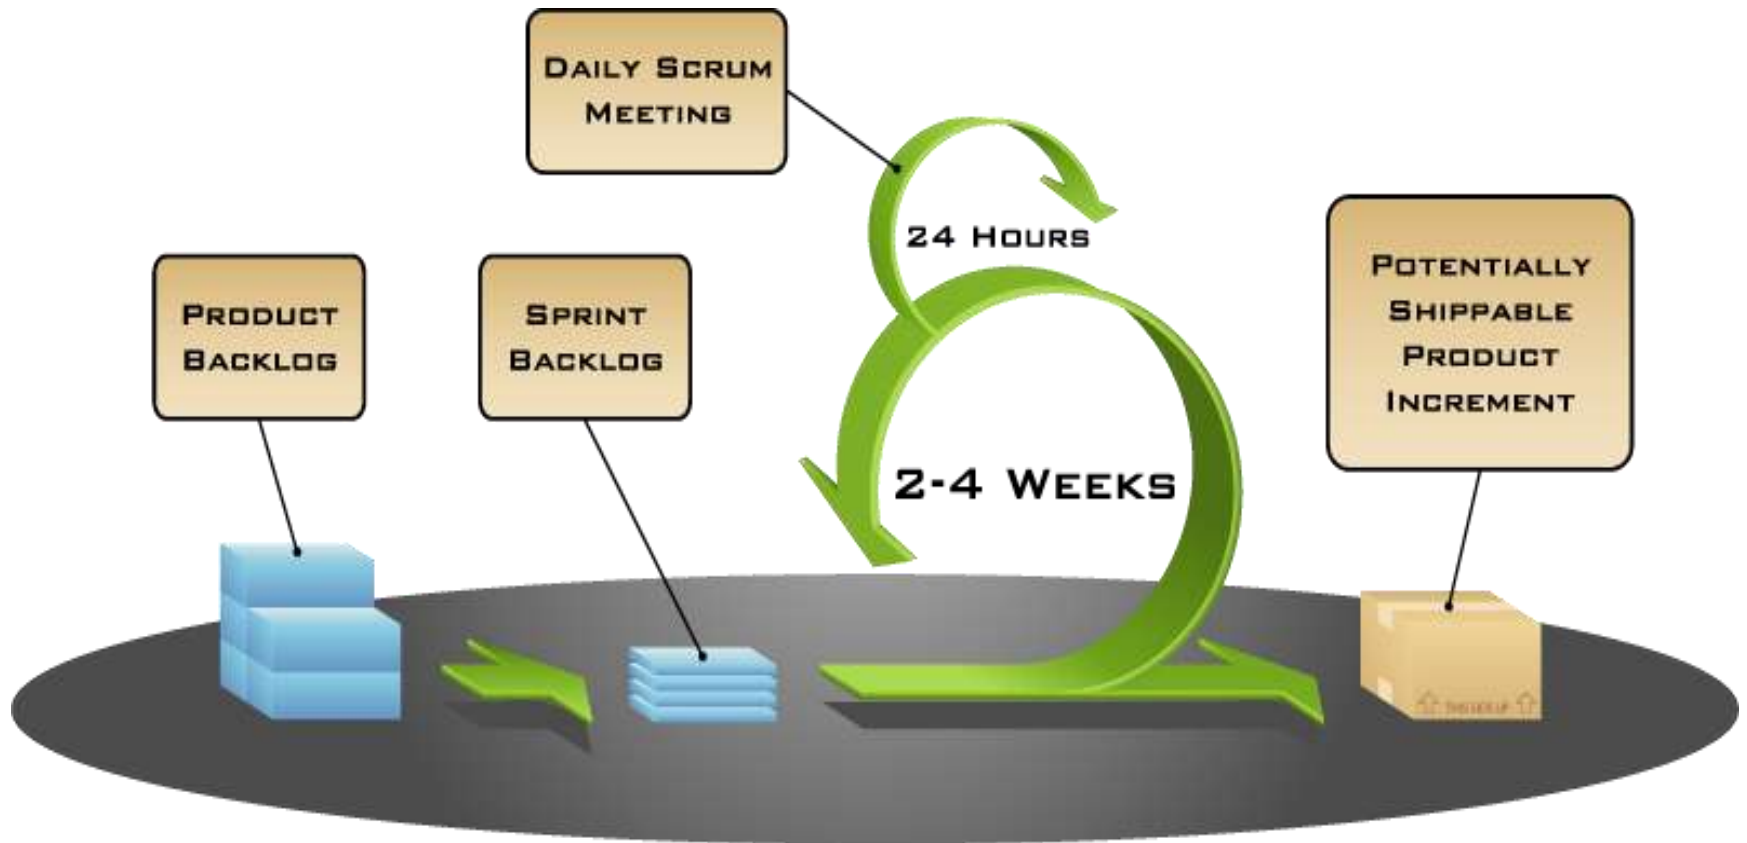 DAILY SCRUM
MEETING
24 HOURS
PRODUCT
BACKLOG
SPRINT
BACKLOG
2-4 WEEKS
POTENTIALLY
SHIPPABLE
PRODUCT
INCREMENT